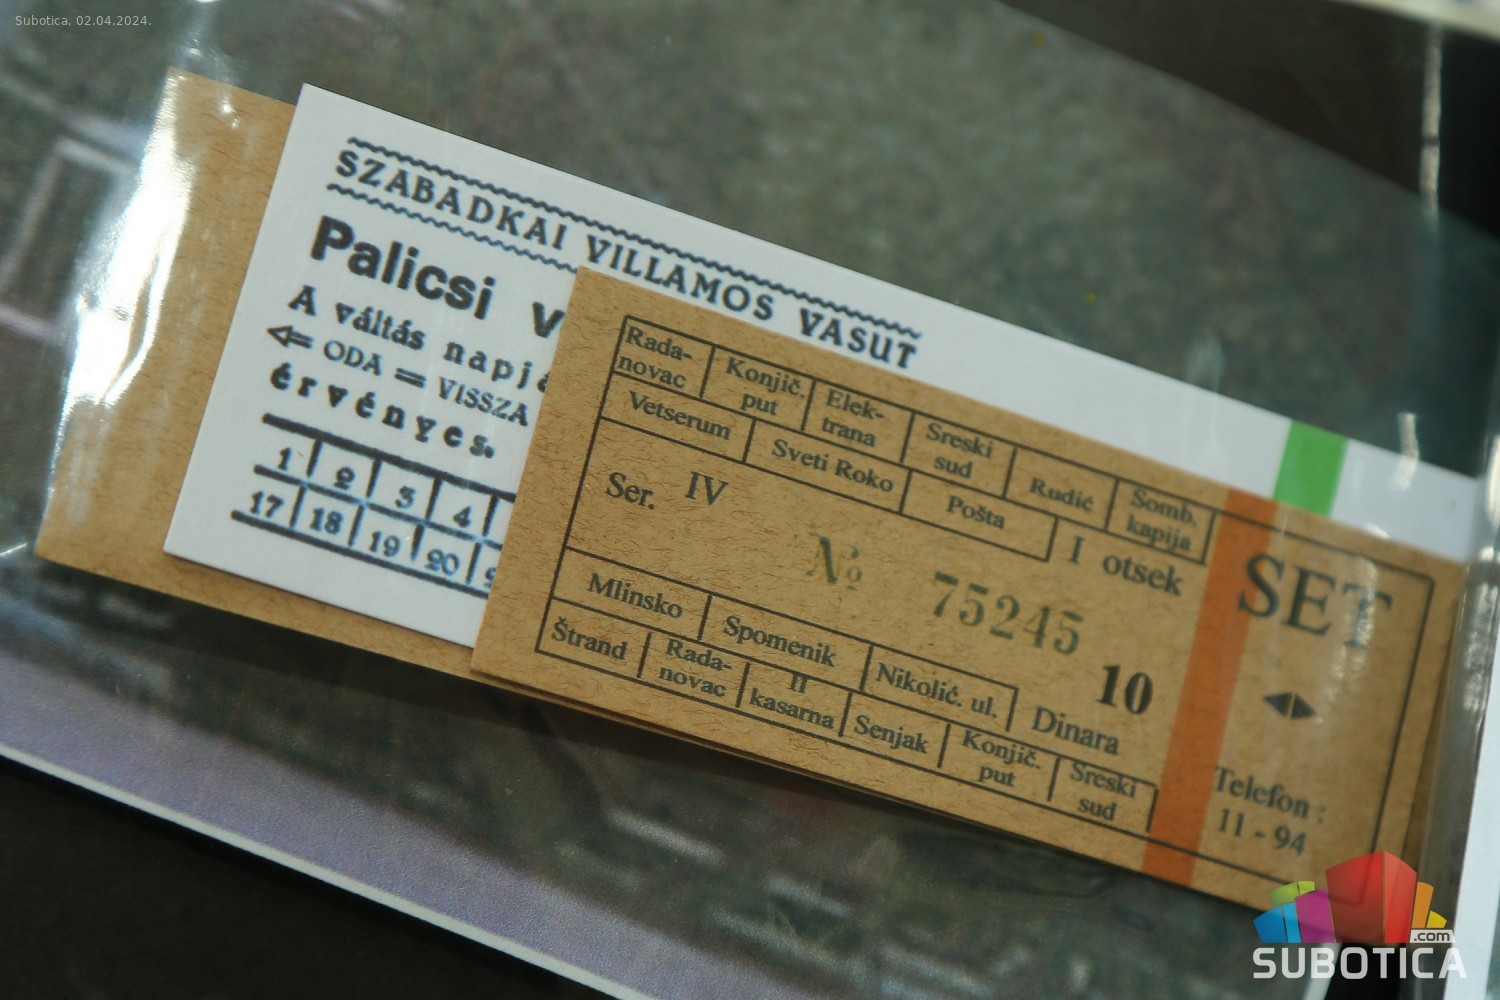 Subotica, 02.04.2024.
SZABADKAI VILLAMOS VASUT
Palicsi
A váltás
ODA = VISSZA
érvényes.
1 2 3 4
17 18 19 20
Rada-
novac
Konjič.
put
Elek-
trana
Sreski
sud
Rudić
Somb.
kapija
Vetserum
Sveti Roko
Pošta
I otsek
Ser. IV
№ 75245
Mlinsko
Spomenik
Nikolić. ul.
10
Dinara
Štrand
Rada-
novac
II
kasarna
Senjak
Konjič.
put
Sreski
sud
SET
Telefon :
11 - 94
.com
SUBOTICA